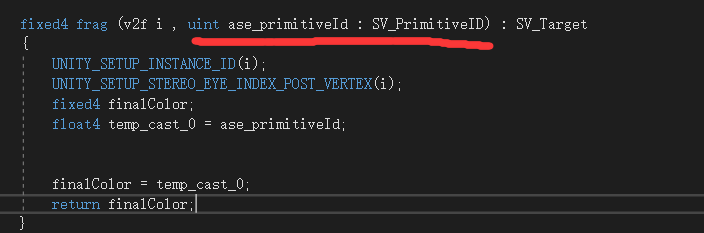 fixed4 frag (v2f i , uint ase_primitiveId : SV_PrimitiveID) : SV_Target
{
UNITY_SETUP_INSTANCE_ID(i);
UNITY_SETUP_STEREO_EYE_INDEX_POST_VERTEX(i);
fixed4 finalColor;
float4 temp_cast_0 = ase_primitiveId;
finalColor = temp_cast_0;
return finalColor;
}